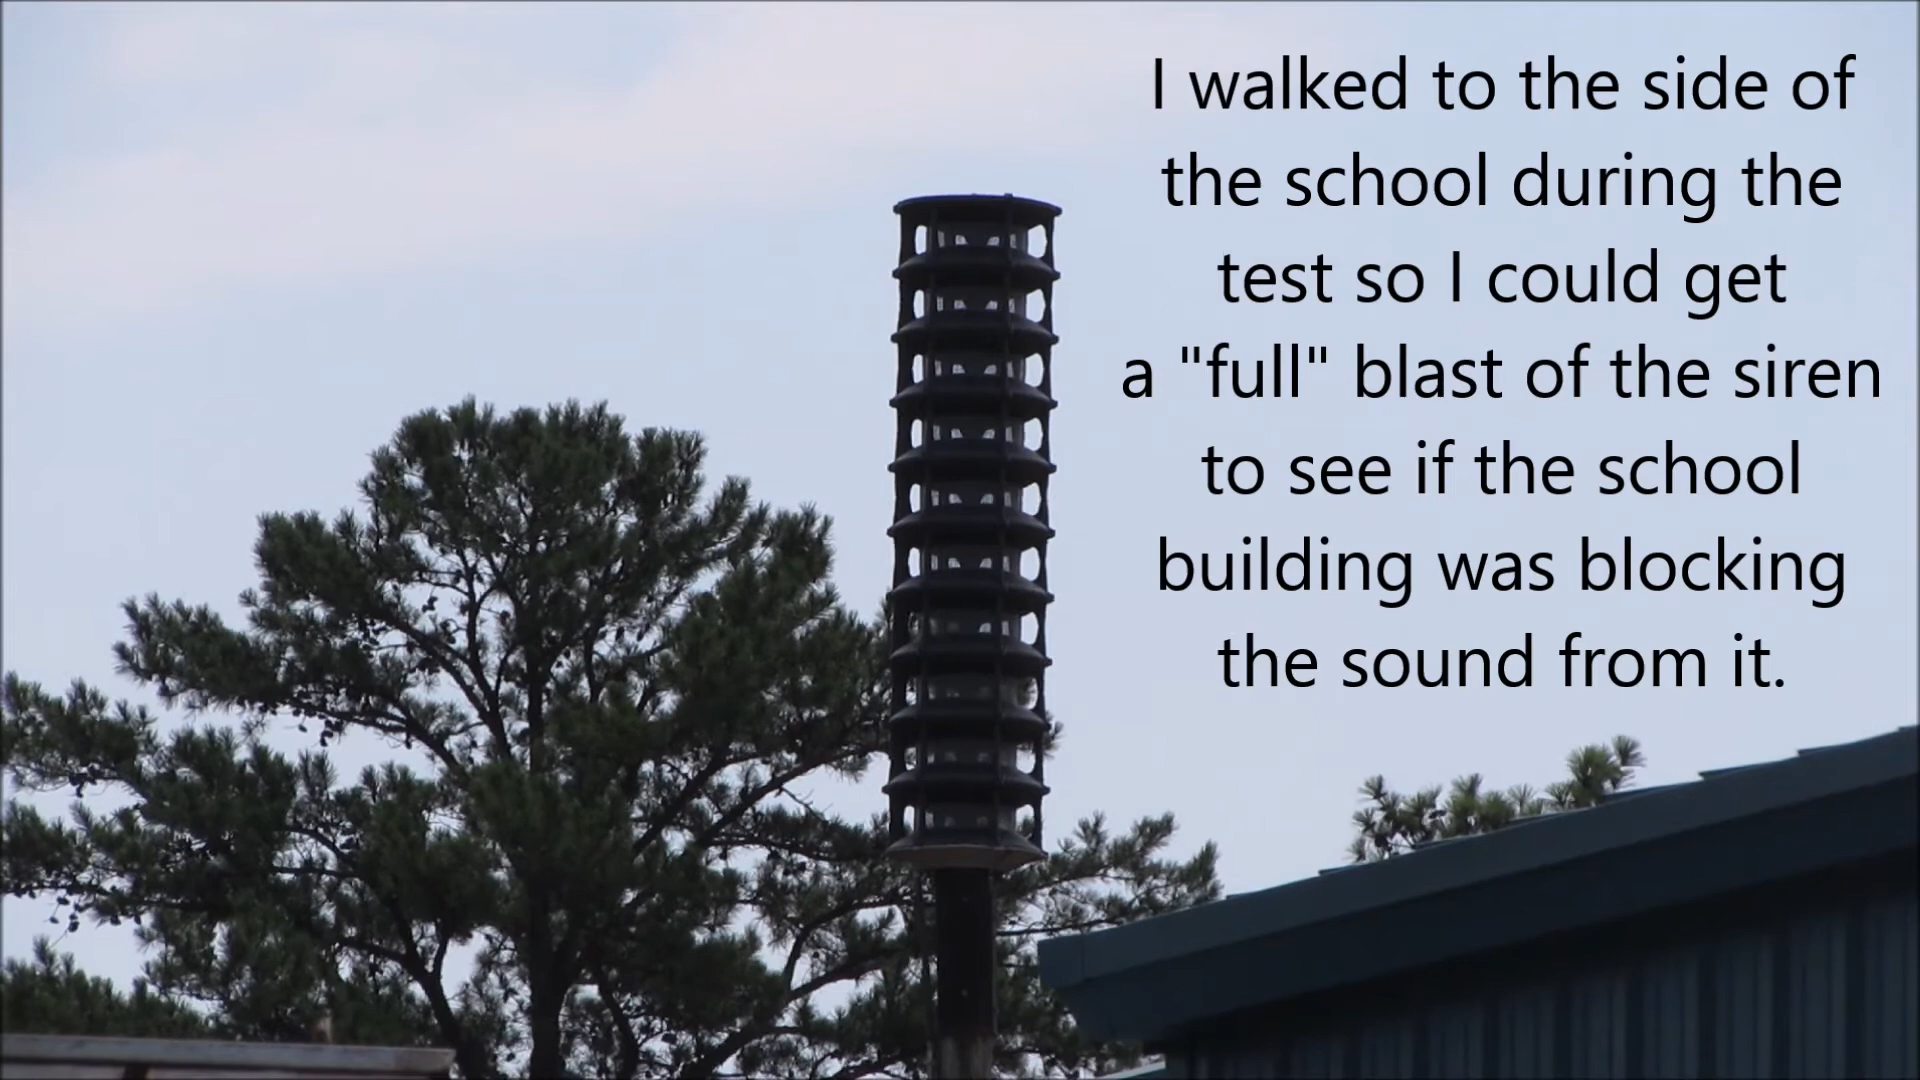 I walked to the side of
the school during the
test so I could get
a "full" blast of the siren
to see if the school
building was blocking
the sound from it.